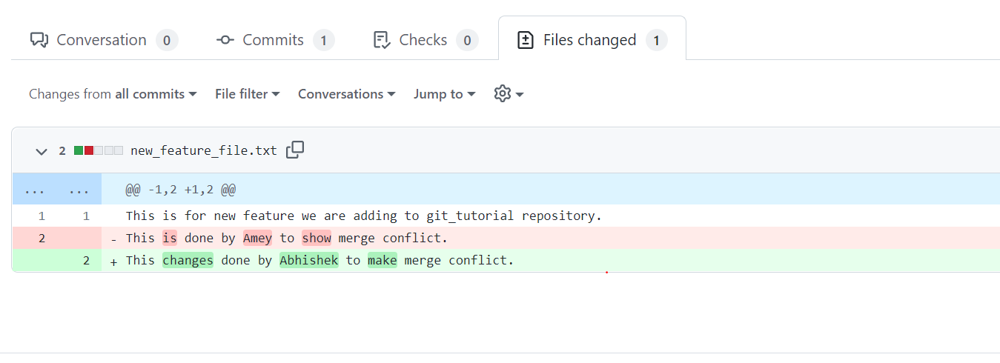 Conversation 0 Commits 1 Checks 0 Files changed 1
Changes from all commits File filter Conversations Jump to
2 new_feature_file.txt
... ... @@ -1,2 +1,2 @@
1 1 This is for new feature we are adding to git_tutorial repository.
2 - This is done by Amey to show merge conflict.
2 + This changes done by Abhishek to make merge conflict.